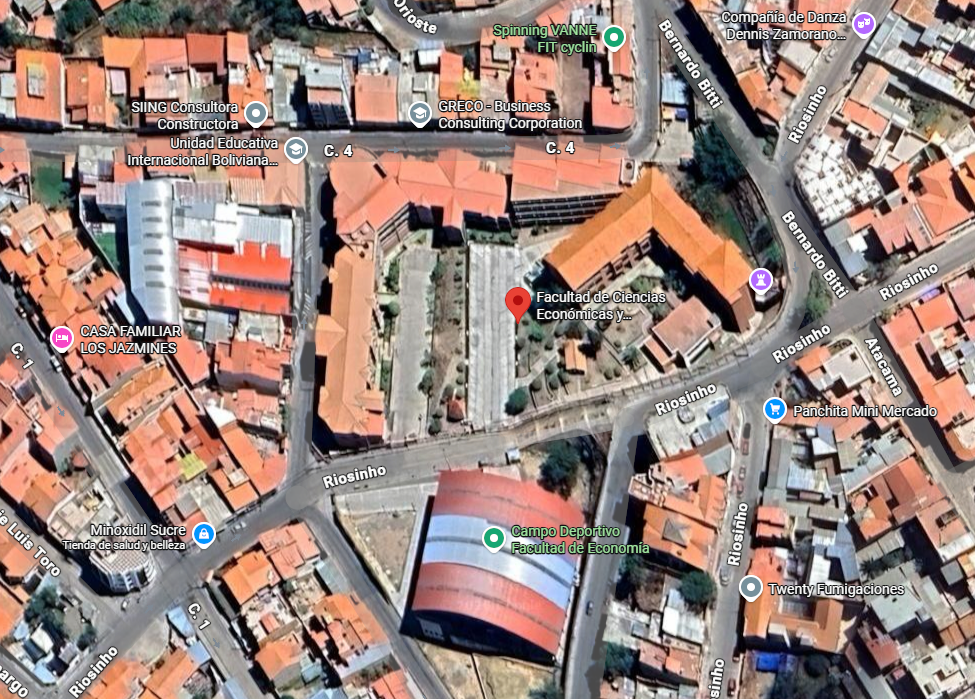 Orioste
Spinning VANNE
FIT cyclin
Bernardo Bitti
Compañía de Danza
Dennis Zamorano...
Riosinho
SIING Consultora
Constructora
GRECO - Business
Consulting Corporation
Unidad Educativa
Internacional Boliviana...
C. 4
C. 4
Bernardo Bitti
Riosinho
Facultad de Ciencias
Económicas y...
CASA FAMILIAR
LOS JAZMINES
C. 1
Riosinho
Atacama
Riosinho
Panchita Mini Mercado
Riosinho
Minoxidil Sucre
Tienda de salud y belleza
Campo Deportivo
Facultad de Economía
Riosiñho
Luis Toro
Twenty Fumigaciones
C. 1
Riosinho
Riosinho